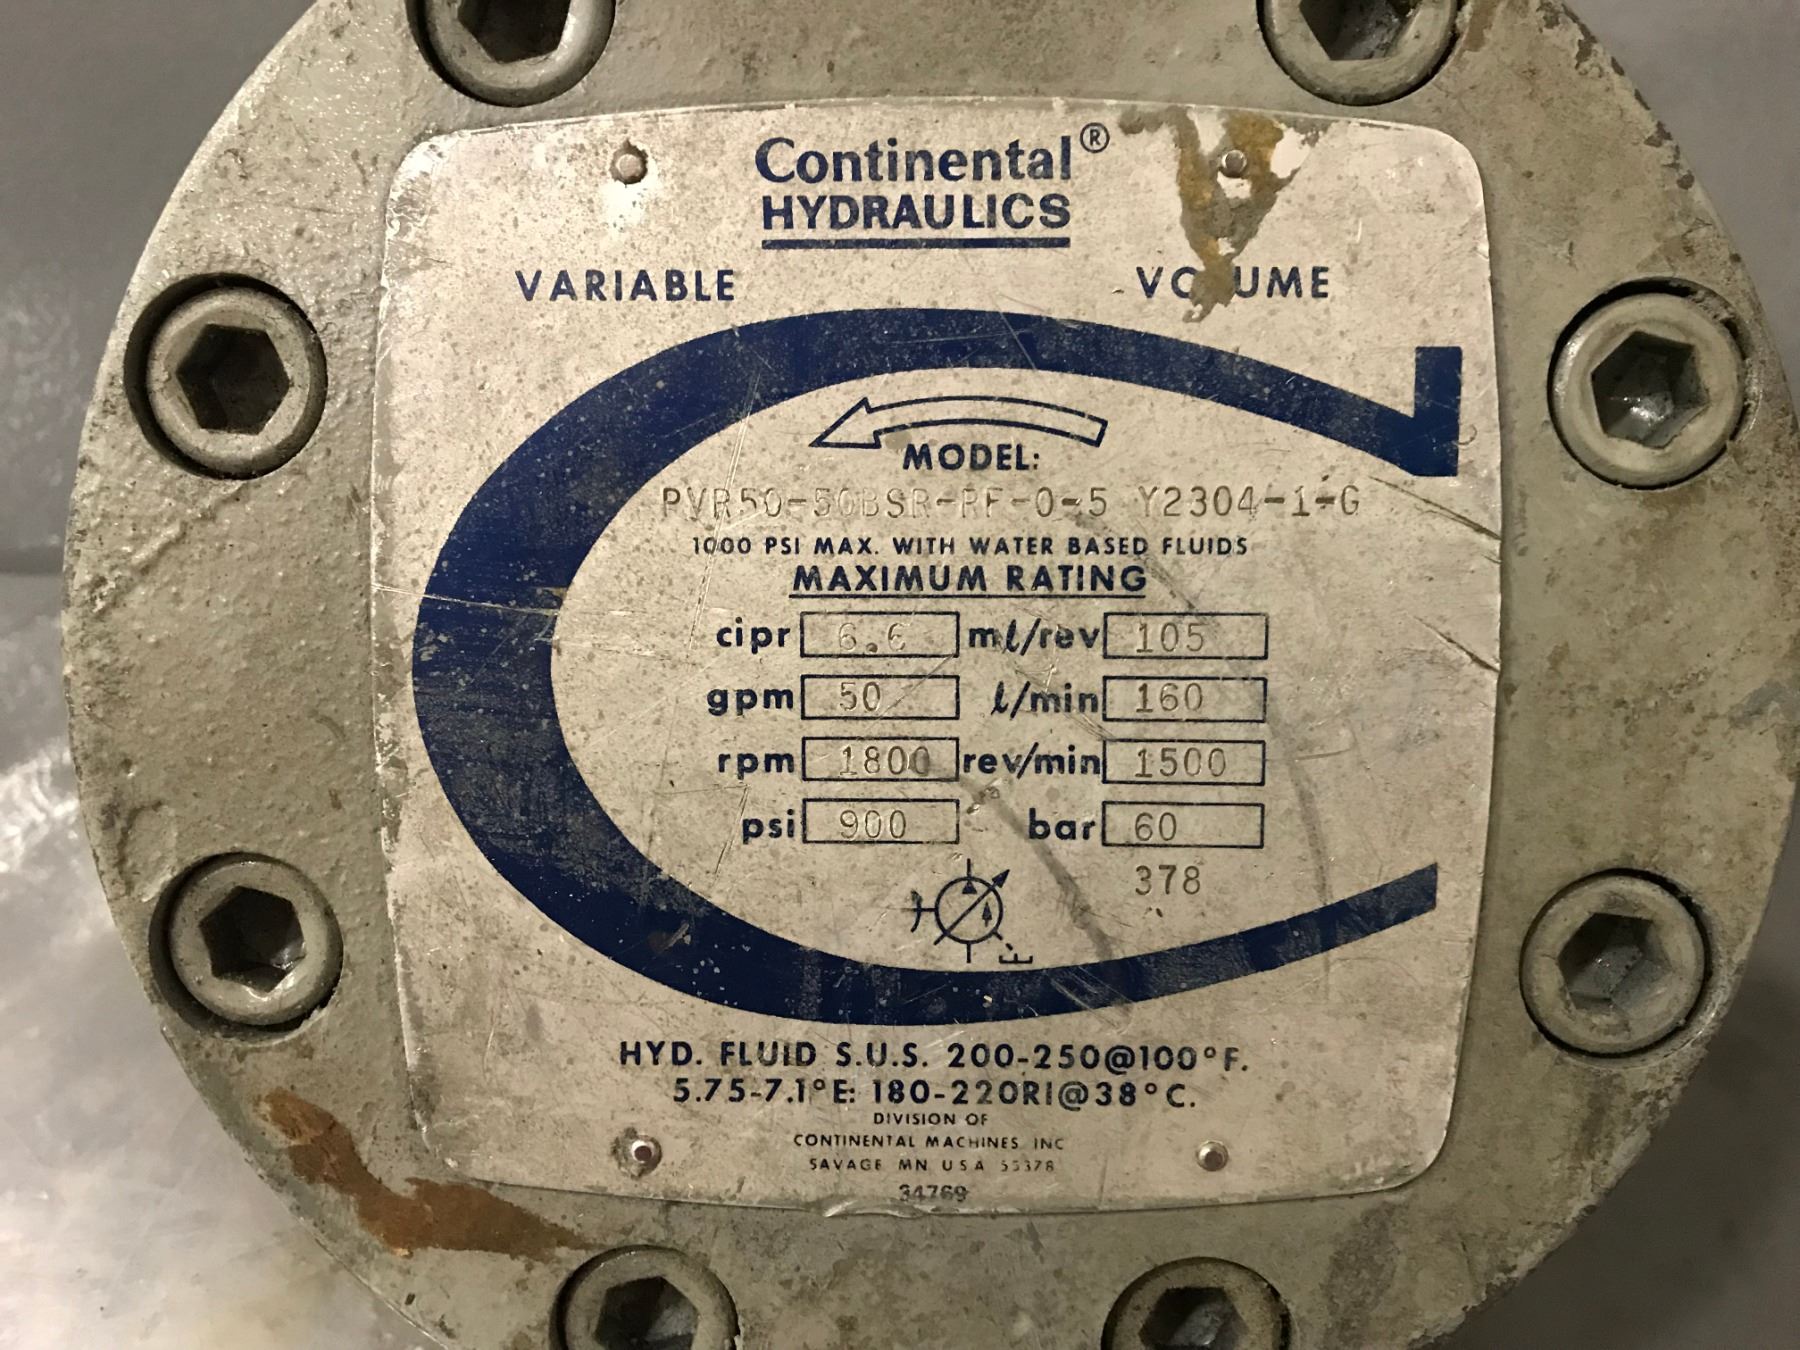 Continental®
HYDRAULICS
VARIABLE VOLUME
MODEL:
PVR50-50BSR-RF-0-5 Y2304-1-G
1000 PSI MAX. WITH WATER BASED FLUIDS
MAXIMUM RATING
cipr 6.6 ml/rev 105
gpm 50 l/min 160
rpm 1800 rev/min 1500
psi 900 bar 60
378
HYD. FLUID S.U.S. 200-250@100°F.
5.75-7.1°E: 180-220RI@38°C.
DIVISION OF
CONTINENTAL MACHINES INC
SAVAGE MN USA 55378
34769